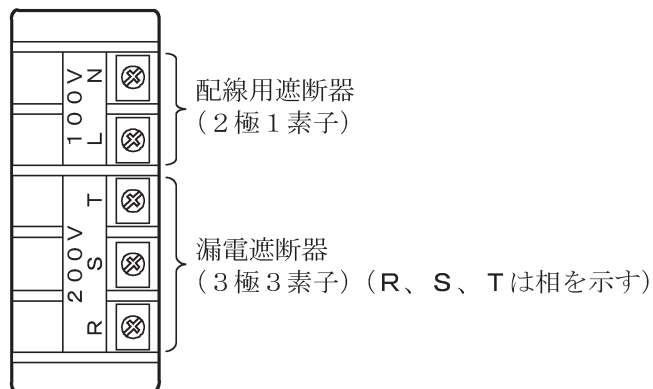 100V
N
L
配線用遮断器
(2極1素子)
200V
T
S
R
漏電遮断器
(3極3素子)(R、S、Tは相を示す)